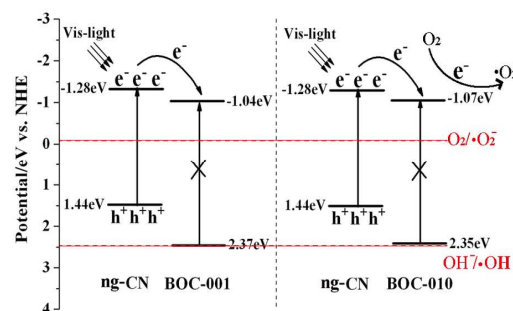 Potential/eV vs. NHE
-3
-2
-1
0
1
2
3
4
Vis-light
e⁻
e⁻ e⁻ e⁻
-1.28eV
-1.04eV
1.44eV
h⁺h⁺h⁺
2.37eV
ng-CN BOC-001
Vis-light
e⁻
O₂
e⁻
·O₂
e⁻ e⁻ e⁻
-1.28eV
-1.07eV
O₂/·O₂⁻
1.44eV
h⁺h⁺h⁺
2.35eV
OH⁻/·OH
ng-CN BOC-010